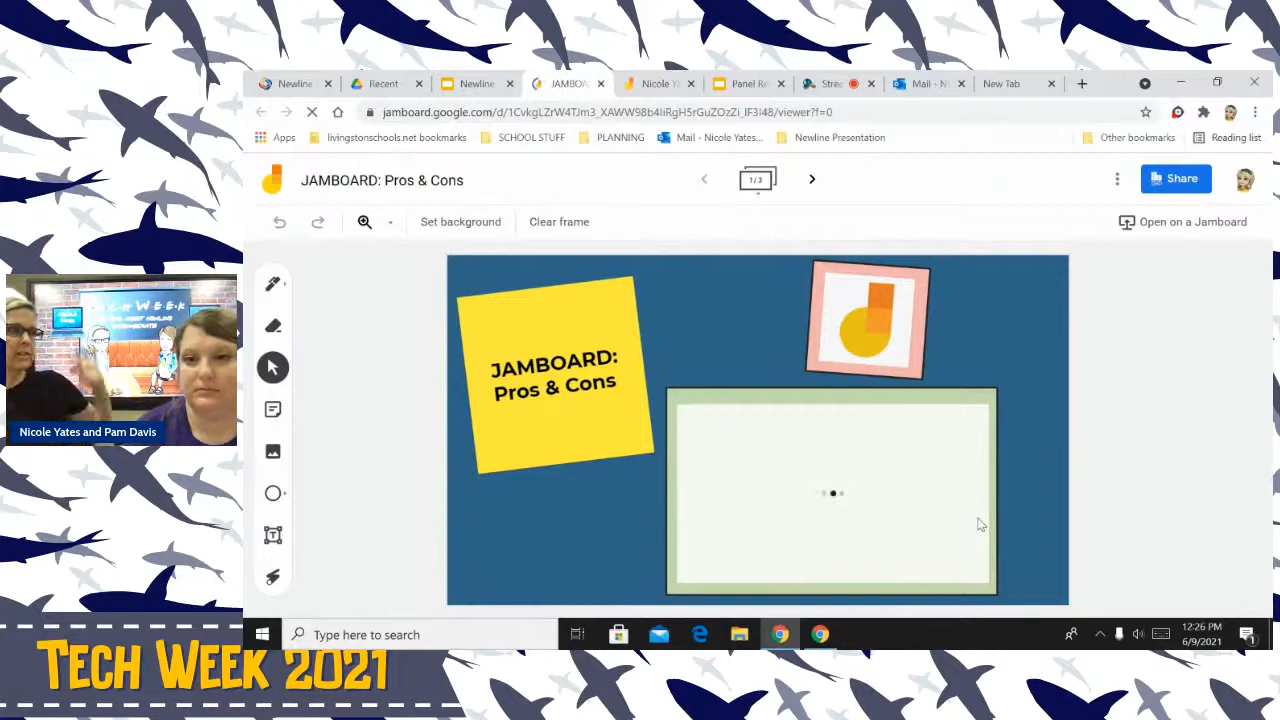 Newline
Recent -
Newline
JAMBOA
Nicole Y
Panel Re
Stre
Mail - N
New Tab
jamboard.google.com/d/1CvkgLZrW4TJm3_XAWW98b4IiRgH5rGuZOzZi_lF3I48/viewer?f=0
Apps
livingstonschools.net bookmarks
SCHOOL STUFF
PLANNING
Mail - Nicole Yates...
Newline Presentation
Other bookmarks
Reading list
JAMBOARD: Pros & Cons
1/3
Share
Set background
Clear frame
Open on a Jamboard
JAMBOARD:
Pros & Cons
Nicole Yates and Pam Davis
Type here to search
12:26 PM
6/9/2021
1
TECH WEEK 2021